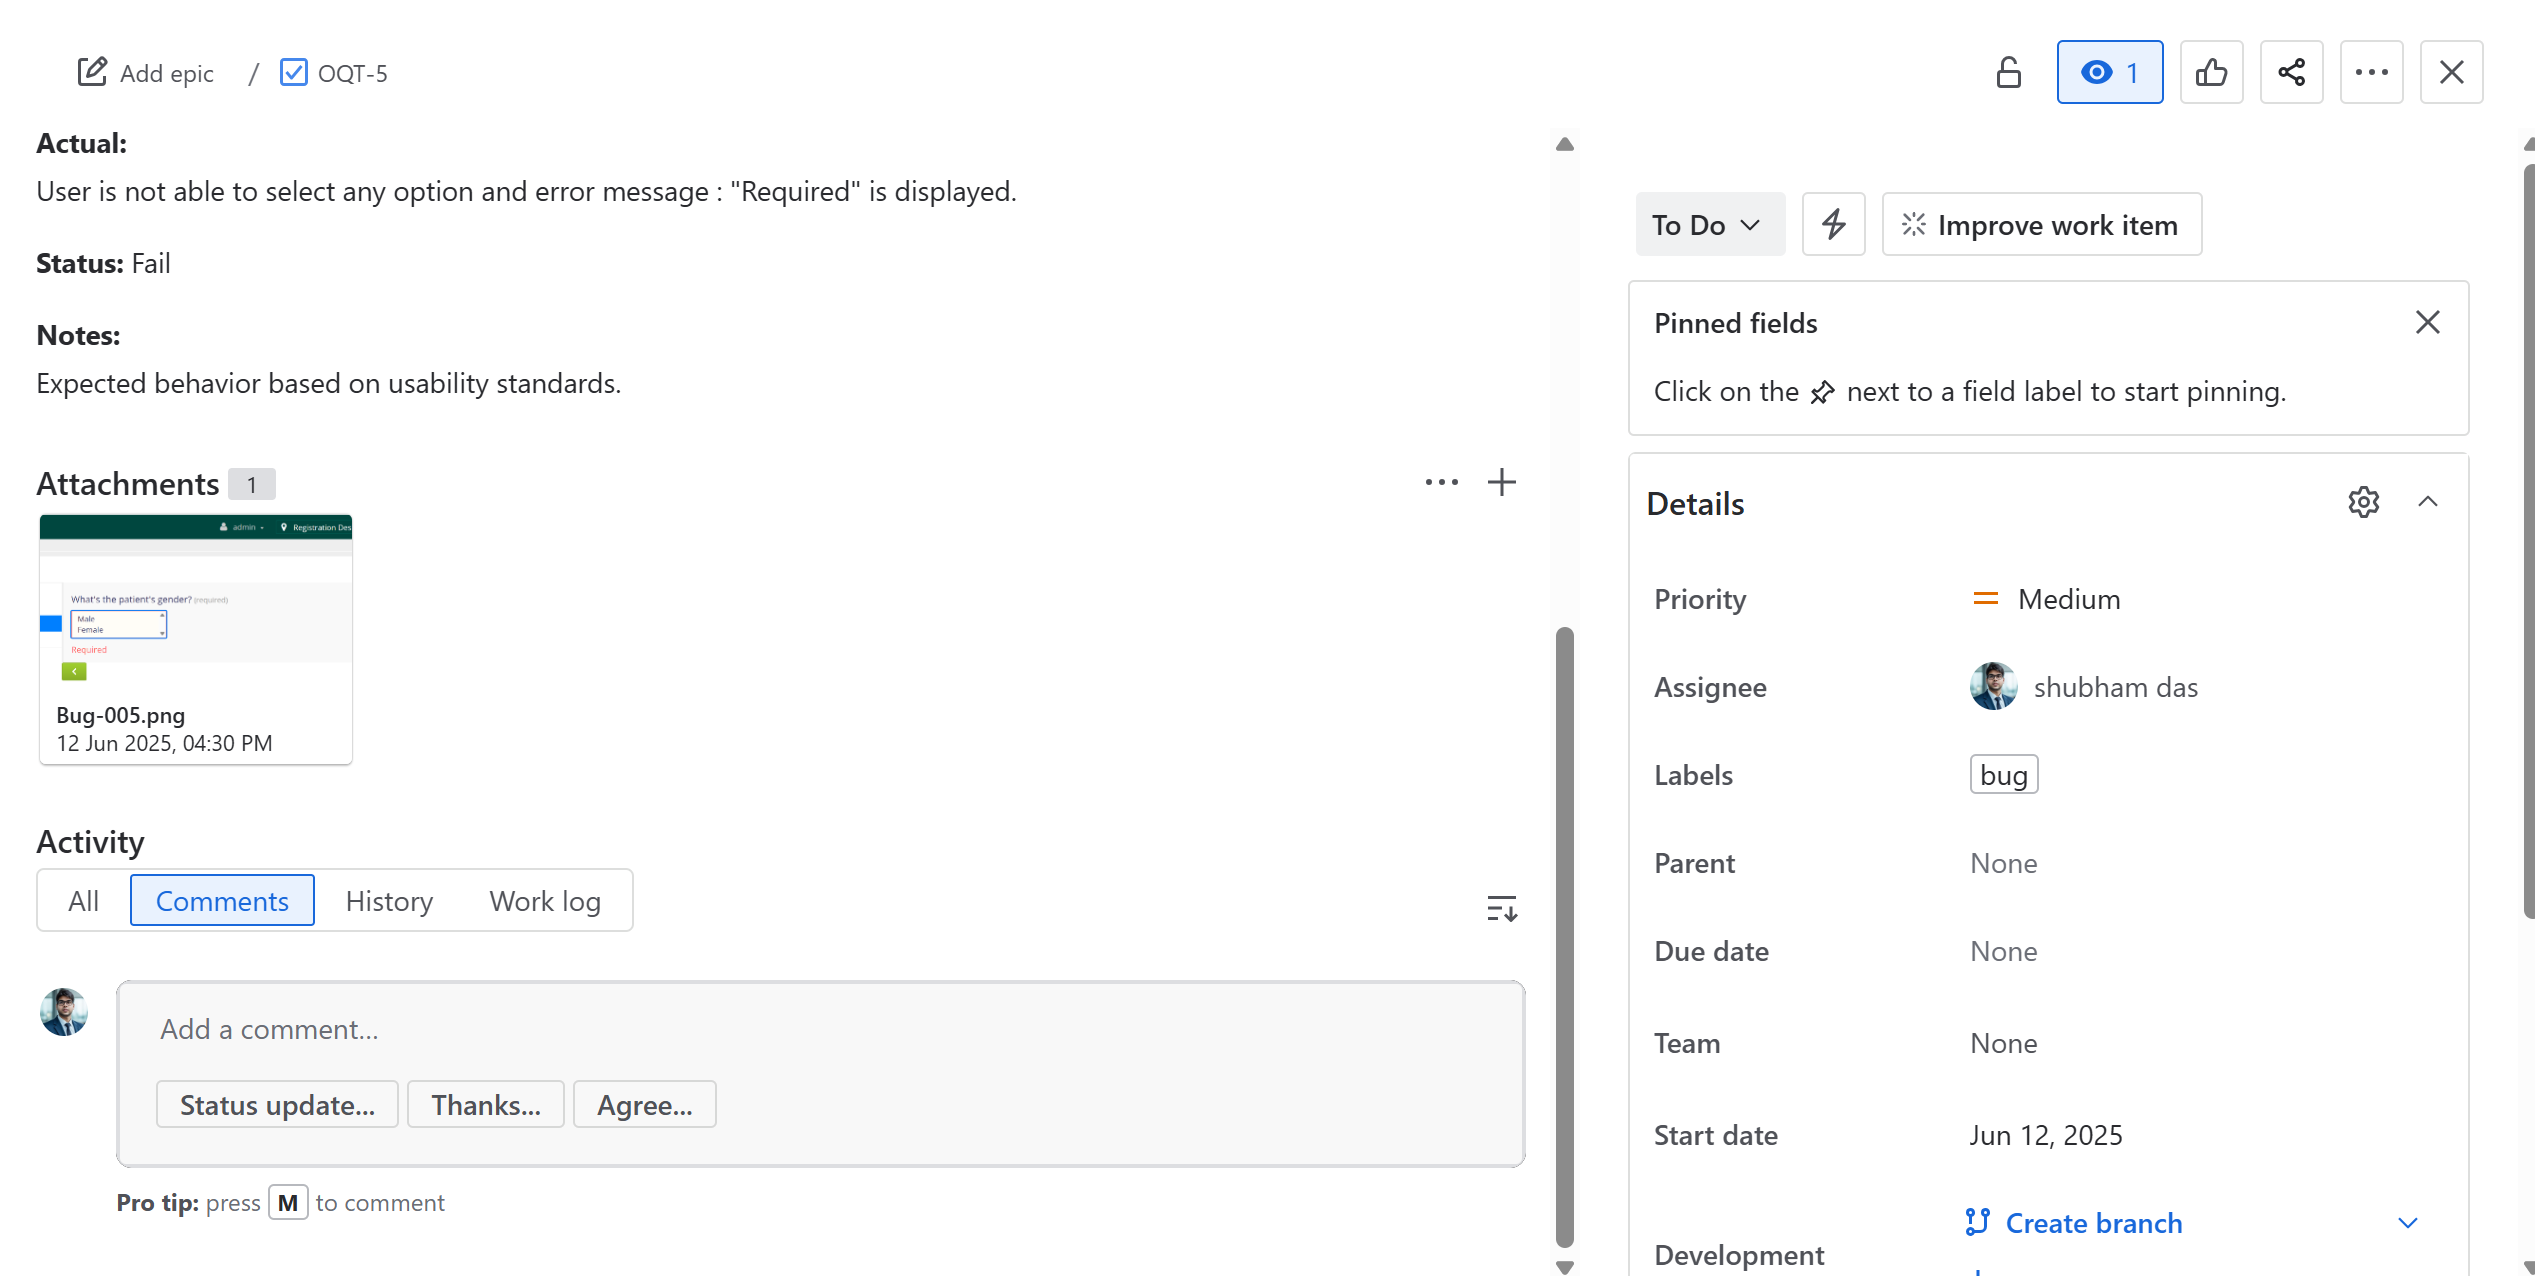 Add epic / OQT-5
1
Actual:
User is not able to select any option and error message : "Required" is displayed.
Status: Fail
Notes:
Expected behavior based on usability standards.
Attachments 1
admin
Registration Des
What's the patient's gender? (required)
Male
Female
Required
Bug-005.png
12 Jun 2025, 04:30 PM
Activity
All Comments History Work log
Add a comment...
Status update... Thanks... Agree...
Pro tip: press M to comment
To Do
Improve work item
Pinned fields
Click on the next to a field label to start pinning.
Details
Priority Medium
Assignee shubham das
Labels bug
Parent None
Due date None
Team None
Start date Jun 12, 2025
Create branch
Development